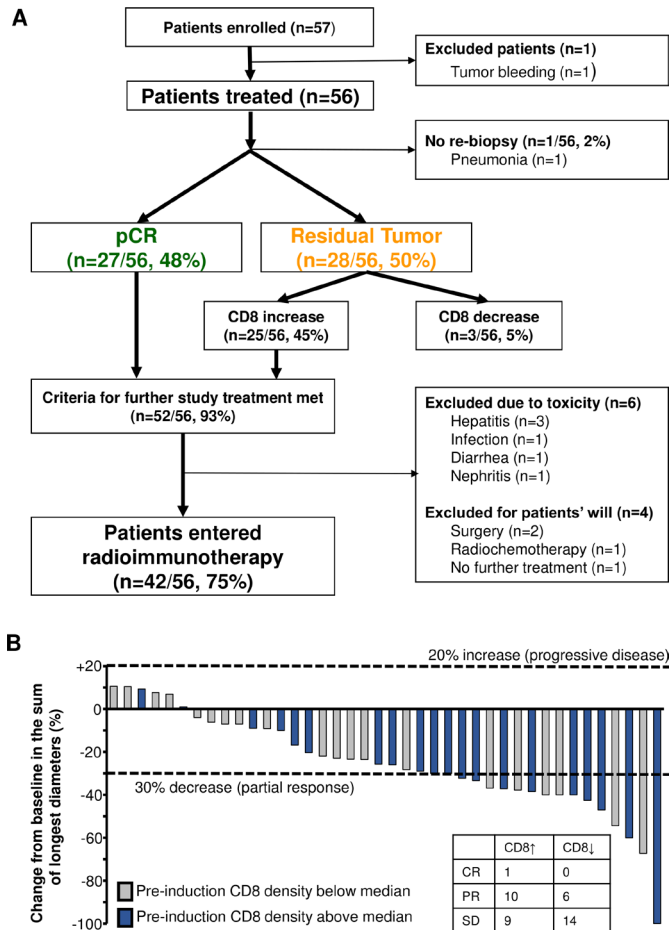 A
Patients enrolled (n=57)
Excluded patients (n=1)
Tumor bleeding (n=1)
Patients treated (n=56)
No re-biopsy (n=1/56, 2%)
Pneumonia (n=1)
pCR
(n=27/56, 48%)
Residual Tumor
(n=28/56, 50%)
CD8 increase
(n=25/56, 45%)
CD8 decrease
(n=3/56, 5%)
Criteria for further study treatment met
(n=52/56, 93%)
Excluded due to toxicity (n=6)
Hepatitis (n=3)
Infection (n=1)
Diarrhea (n=1)
Nephritis (n=1)
Excluded for patients' will (n=4)
Surgery (n=2)
Radiochemotherapy (n=1)
No further treatment (n=1)
Patients entered
radioimmunotherapy
(n=42/56, 75%)
B
Change from baseline in the sum
of longest diameters (%)
+20
0
-20
-40
-60
-80
-100
20% increase (progressive disease)
30% decrease (partial response)
Pre-induction CD8 density below median
Pre-induction CD8 density above median
CD8↑ CD8↓
CR 1 0
PR 10 6
SD 9 14